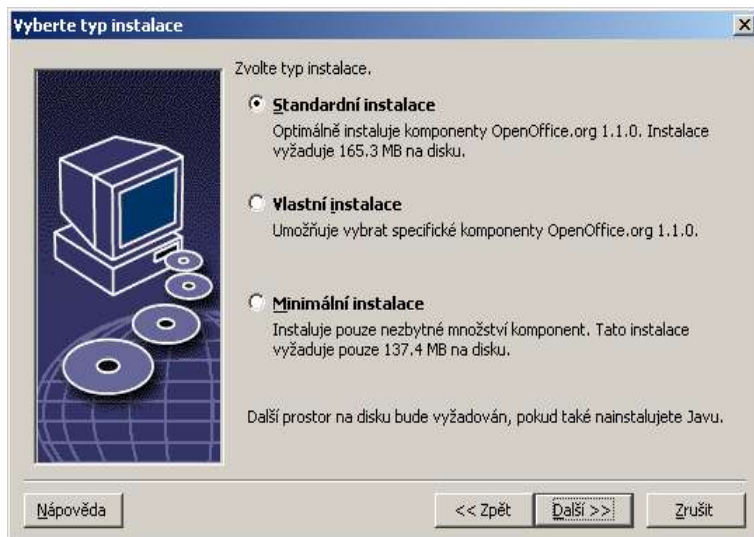 Vyberte typ instalace
Zvolte typ instalace.
Standardní instalace
Optimálně instaluje komponenty OpenOffice.org 1.1.0. Instalace
vyžaduje 165.3 MB na disku.
Vlastní instalace
Umožňuje vybrat specifické komponenty OpenOffice.org 1.1.0.
Minimální instalace
Instaluje pouze nezbytné množství komponent. Tato instalace
vyžaduje pouze 137.4 MB na disku.
Další prostor na disku bude vyžadován, pokud také nainstalujete Javu.
Nápověda
<< Zpět
Další >>
Zrušit